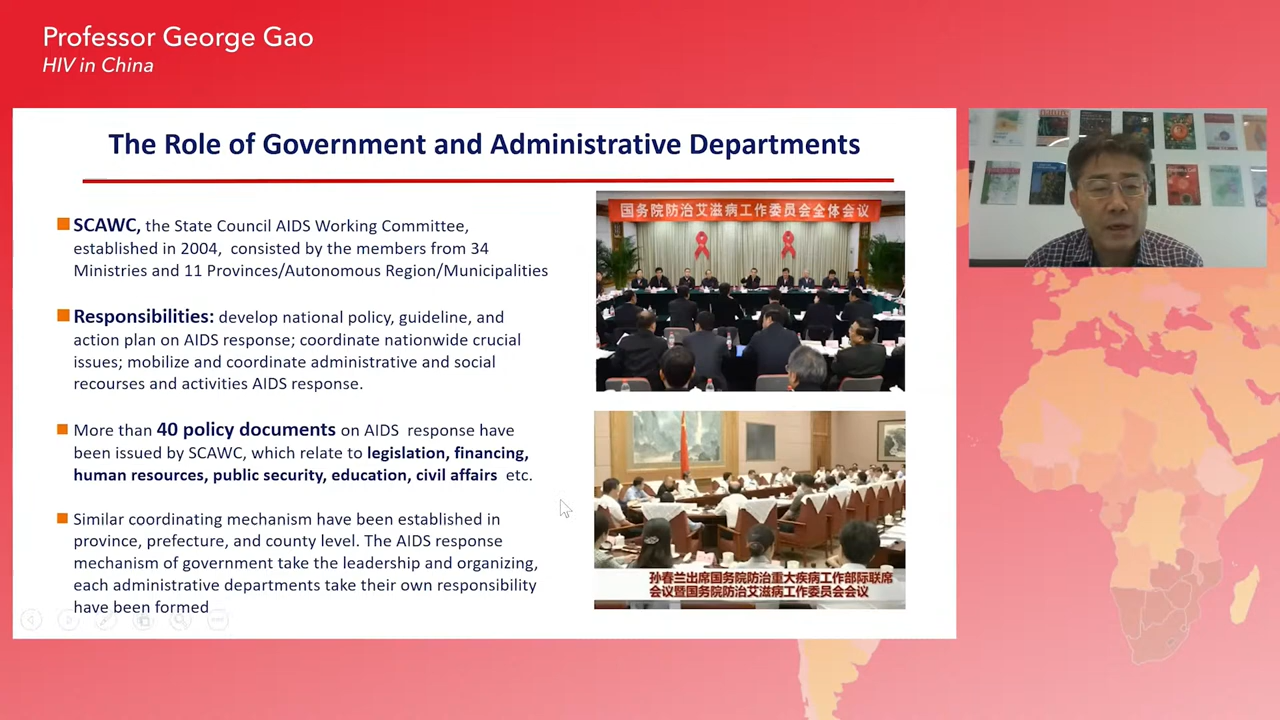 Professor George Gao
HIV in China
The Role of Government and Administrative Departments
SCAWC, the State Council AIDS Working Committee,
established in 2004, consisted by the members from 34
Ministries and 11 Provinces/Autonomous Region/Municipalities
Responsibilities: develop national policy, guideline, and
action plan on AIDS response; coordinate nationwide crucial
issues; mobilize and coordinate administrative and social
recourses and activities AIDS response.
More than 40 policy documents on AIDS response have
been issued by SCAWC, which relate to legislation, financing,
human resources, public security, education, civil affairs etc.
Similar coordinating mechanism have been established in
province, prefecture, and county level. The AIDS response
mechanism of government take the leadership and organizing,
each administrative departments take their own responsibility
have been formed
国务院防治艾滋病工作委员会全体会议
孙春兰出席国务院防治重大疾病工作部际联席
会议暨国务院防治艾滋病工作委员会会议